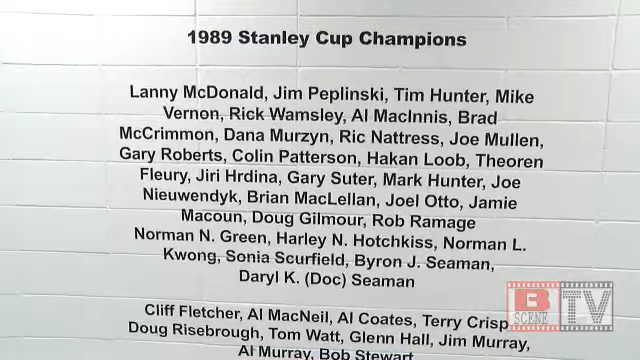 1989 Stanley Cup Champions
Lanny McDonald, Jim Peplinski, Tim Hunter, Mike
Vernon, Rick Wamsley, Al MacInnis, Brad
McCrimmon, Dana Murzyn, Ric Nattress, Joe Mullen,
Gary Roberts, Colin Patterson, Hakan Loob, Theoren
Fleury, Jiri Hrdina, Gary Suter, Mark Hunter, Joe
Nieuwendyk, Brian MacLellan, Joel Otto, Jamie
Macoun, Doug Gilmour, Rob Ramage
Norman N. Green, Harley N. Hotchkiss, Norman L.
Kwong, Sonia Scurfield, Byron J. Seaman,
Daryl K. (Doc) Seaman
Cliff Fletcher, Al MacNeil, Al Coates, Terry Crisp,
Doug Risebrough, Tom Watt, Glenn Hall, Jim Murray,
Al Murray, Bob Stewart
B SCENE TV